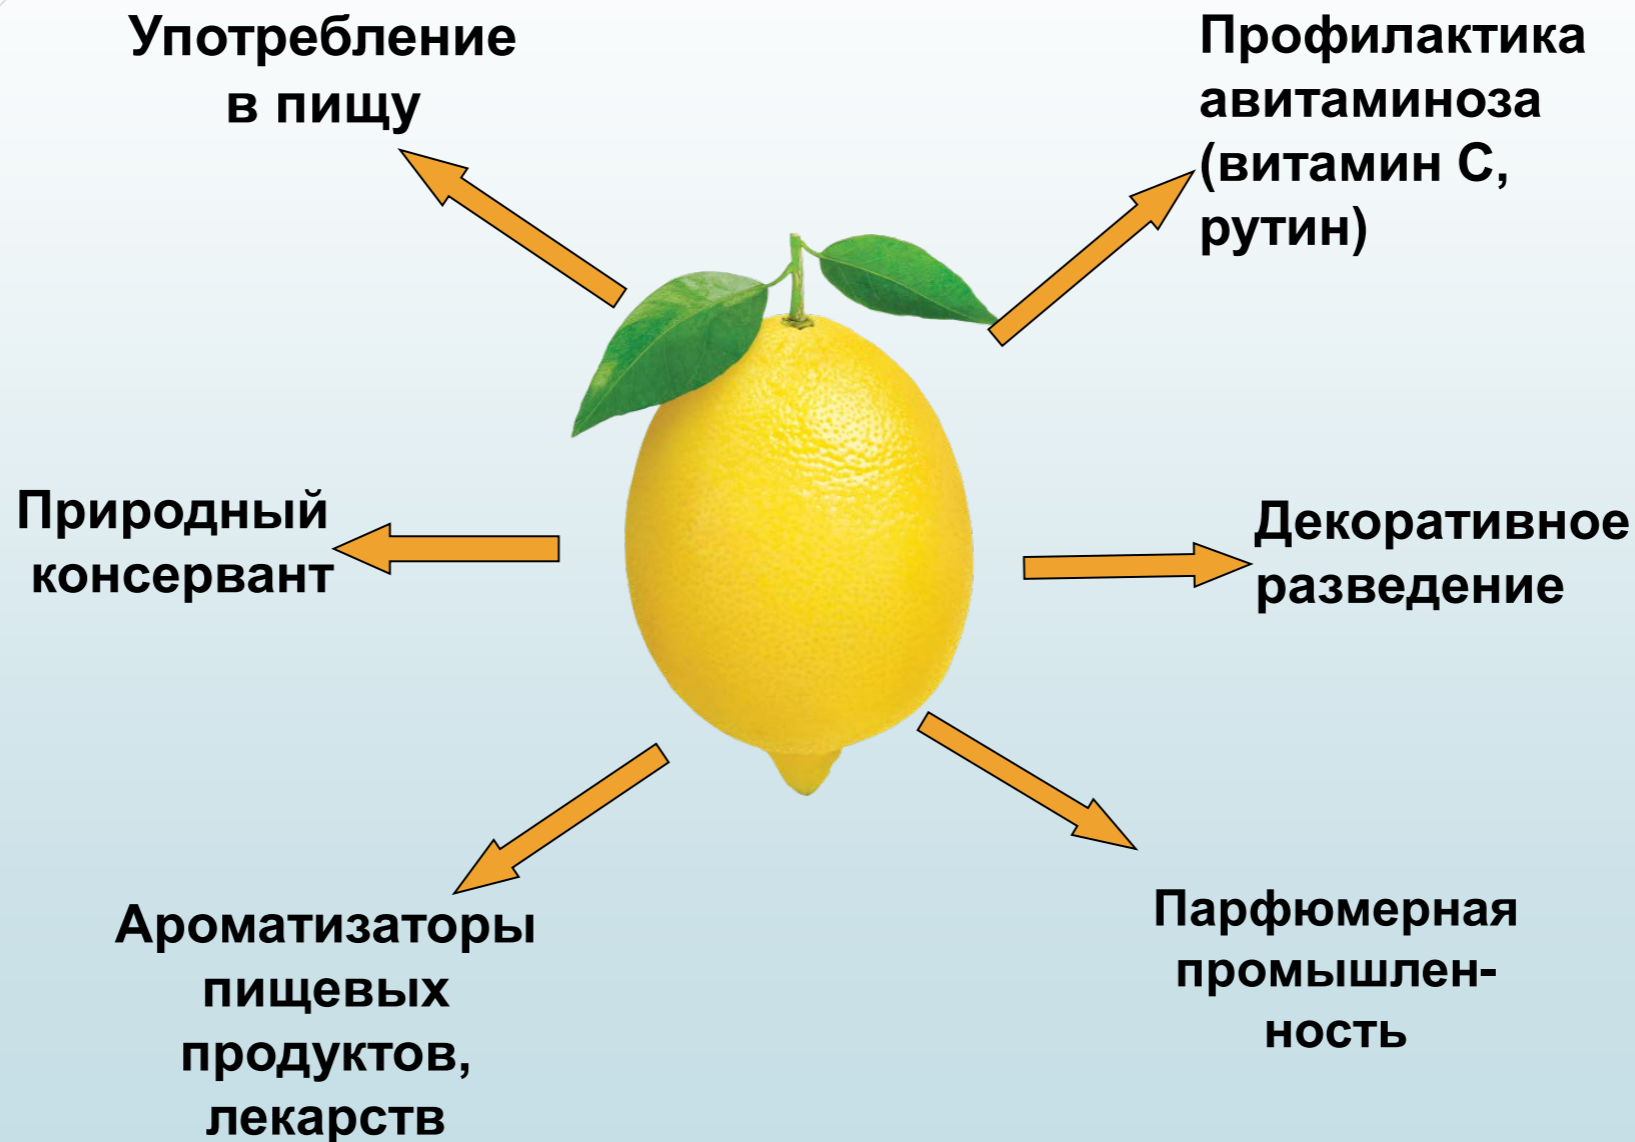 Употребление
в пищу
Профилактика
авитаминоза
(витамин С,
рутин)
Природный
консервант
Декоративное
разведение
Ароматизаторы
пищевых
продуктов,
лекарств
Парфюмерная
промышлен-
ность